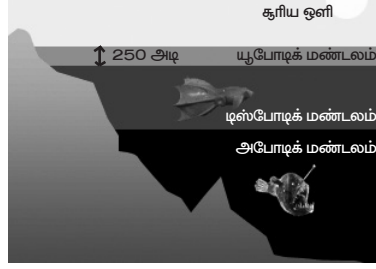 சூரிய ஒளி
250 அடி யூபோடிக் மண்டலம்
டிஸ்போடிக் மண்டலம்
அபோடிக் மண்டலம்